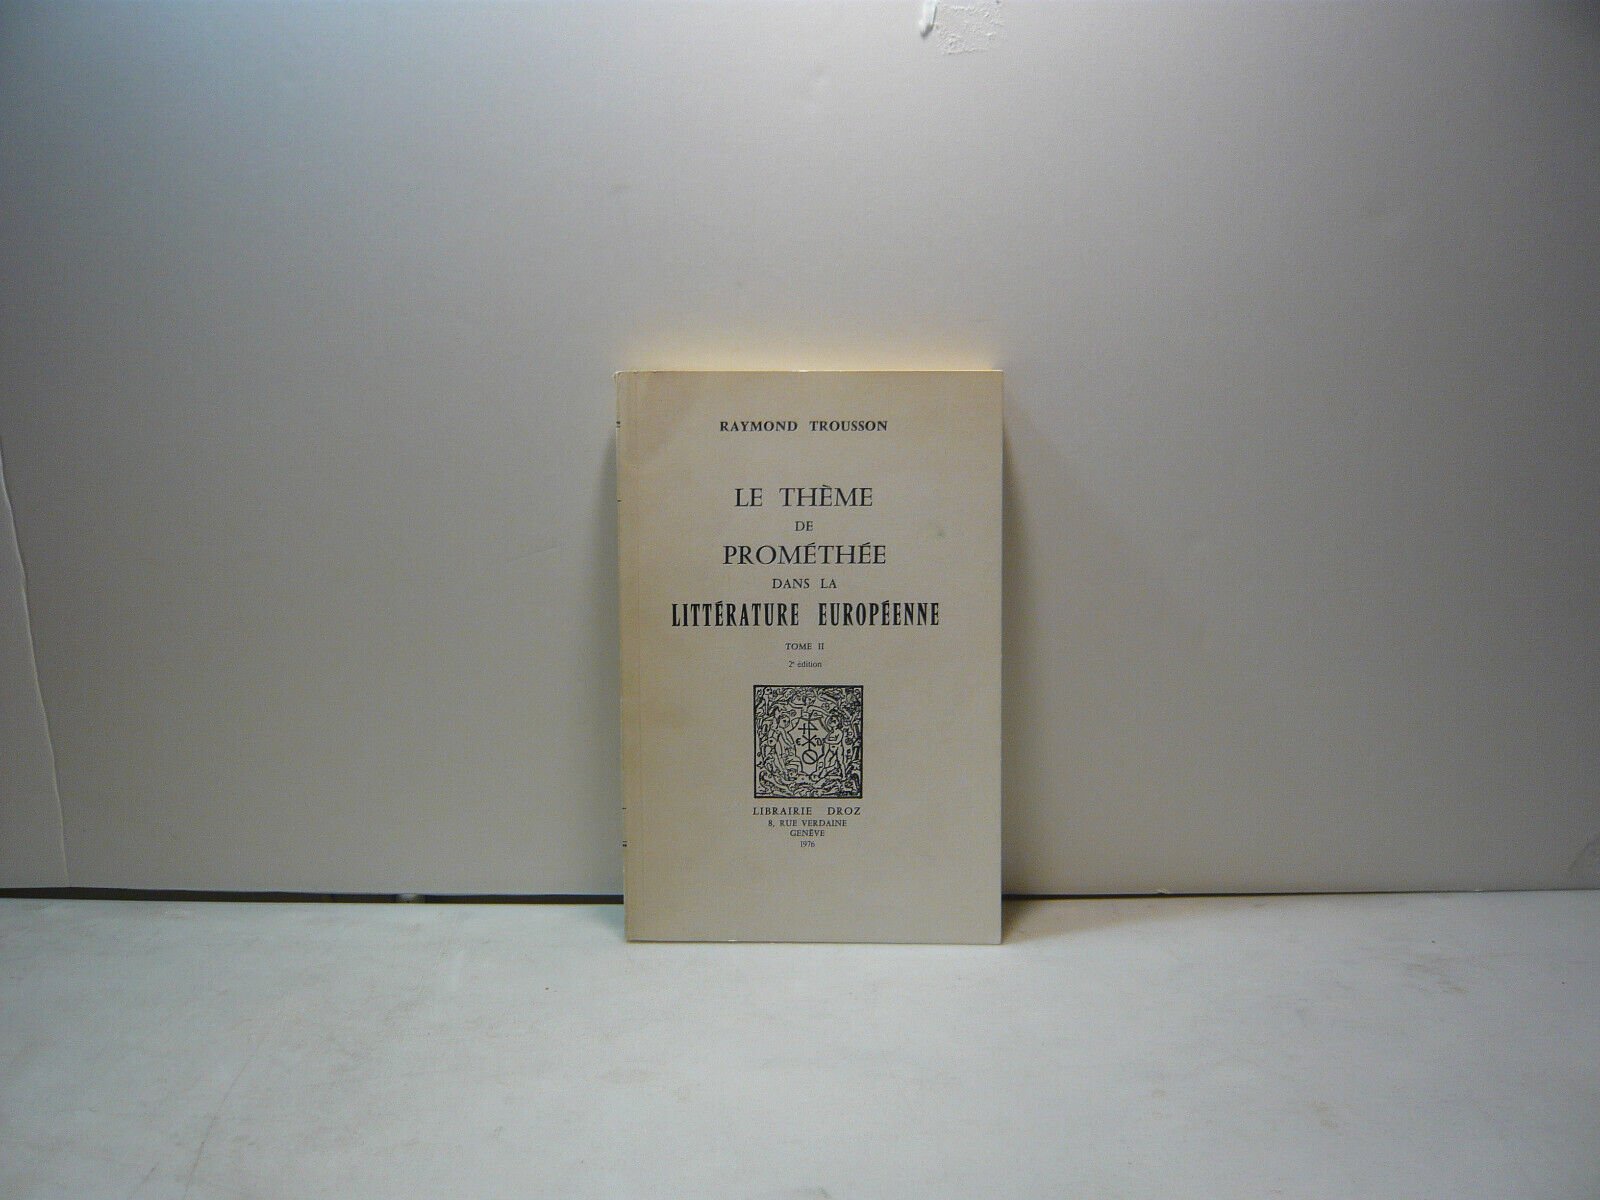 RAYMOND TROUSSON
LE THÈME
DE
PROMÉTHÉE
DANS LA
LITTÉRATURE EUROPÉENNE
TOME II
2e édition
LIBRAIRIE DROZ
8, RUE VERDAINE
GENÈVE
1976